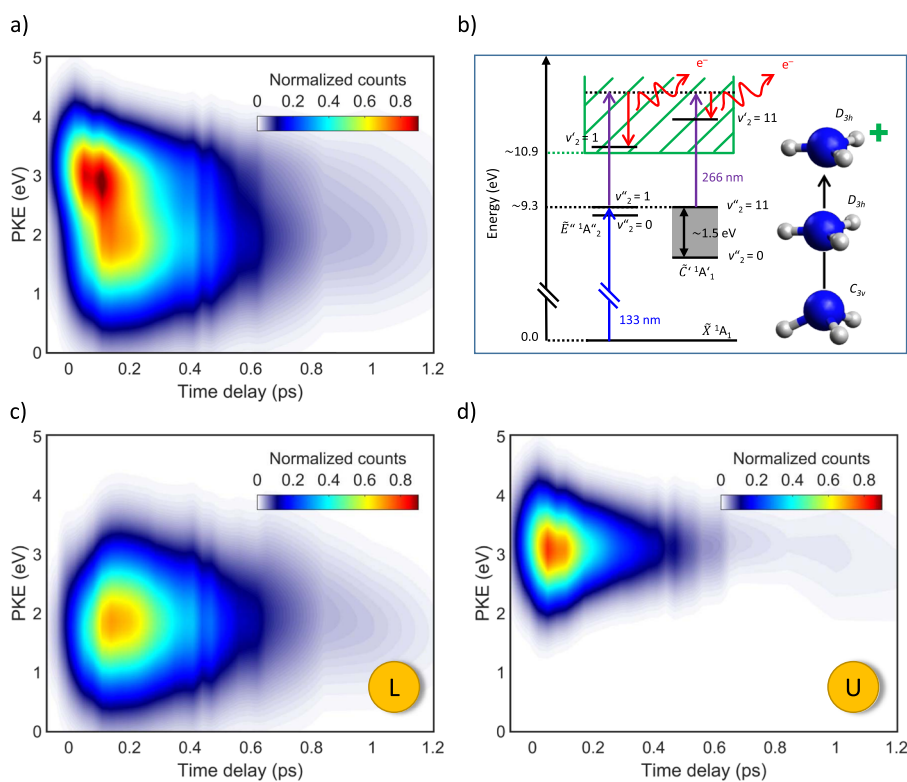 a)
5
4
3
2
1
0
PKE (eV)
Normalized counts
0 0.2 0.4 0.6 0.8
0 0.2 0.4 0.6 0.8 1 1.2
Time delay (ps)
b)
Energy (eV)
~10.9
~9.3
0.0
e⁻
e⁻
v'₂ = 1
v'₂ = 11
266 nm
v"₂ = 1
v"₂ = 0
Ẽ" ¹A"₂
v"₂ = 11
~1.5 eV
v"₂ = 0
C̃' ¹A'₁
133 nm
X̃ ¹A₁
D₃ₕ
+
D₃ₕ
C₃ᵥ
c)
5
4
3
2
1
0
PKE (eV)
Normalized counts
0 0.2 0.4 0.6 0.8
L
0 0.2 0.4 0.6 0.8 1 1.2
Time delay (ps)
d)
5
4
3
2
1
0
PKE (eV)
Normalized counts
0 0.2 0.4 0.6 0.8
U
0 0.2 0.4 0.6 0.8 1 1.2
Time delay (ps)